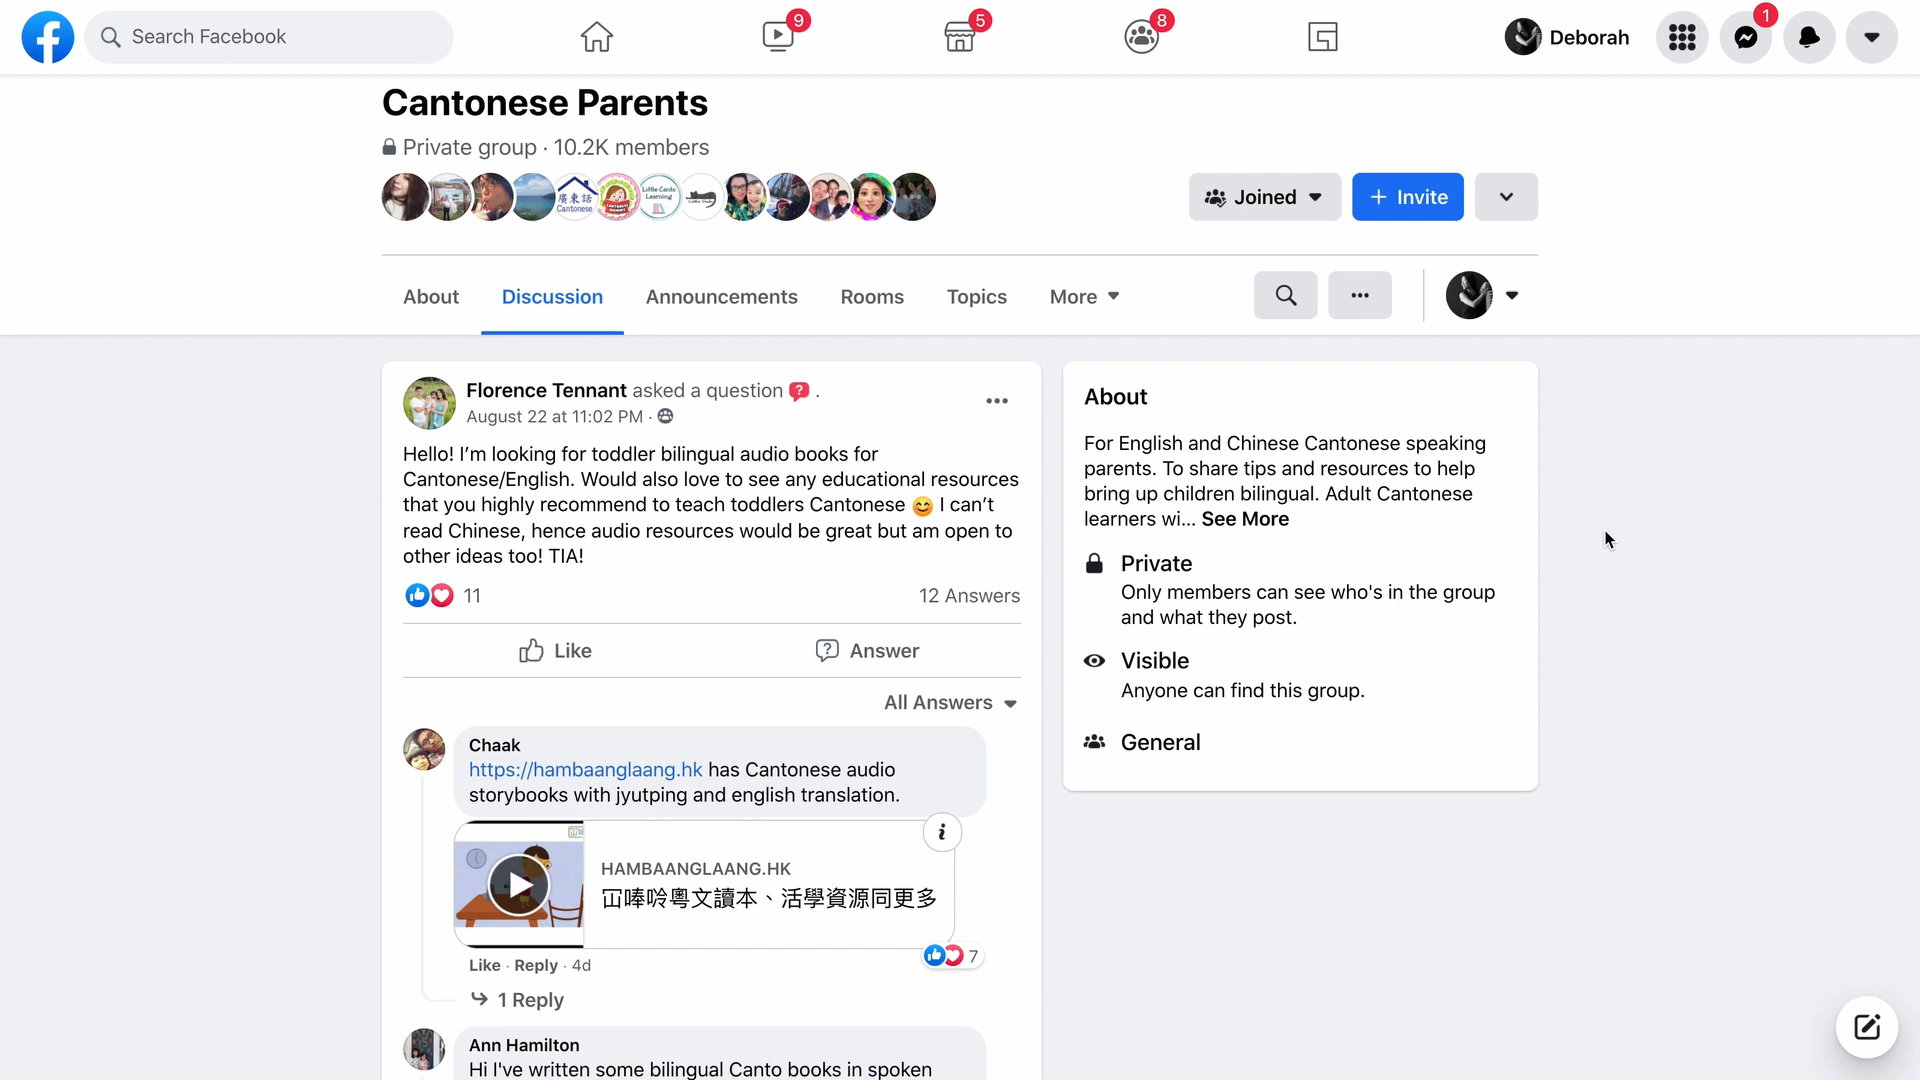 Search Facebook
9
5
8
Deborah
1
Cantonese Parents
Private group · 10.2K members
廣東話
Cantonese
Little Canto
Learning
Joined
+ Invite
About
Discussion
Announcements
Rooms
Topics
More
Florence Tennant asked a question .
August 22 at 11:02 PM ·
Hello! I’m looking for toddler bilingual audio books for
Cantonese/English. Would also love to see any educational resources
that you highly recommend to teach toddlers Cantonese 😊 I can’t
read Chinese, hence audio resources would be great but am open to
other ideas too! TIA!
11
12 Answers
Like
Answer
All Answers
Chaak
https://hambaanglaang.hk has Cantonese audio
storybooks with jyutping and english translation.
HAMBAANGLAANG.HK
冚唪呤粵文讀本、活學資源同更多
7
Like · Reply · 4d
1 Reply
Ann Hamilton
Hi I've written some bilingual Canto books in spoken
About
For English and Chinese Cantonese speaking
parents. To share tips and resources to help
bring up children bilingual. Adult Cantonese
learners wi... See More
Private
Only members can see who's in the group
and what they post.
Visible
Anyone can find this group.
General